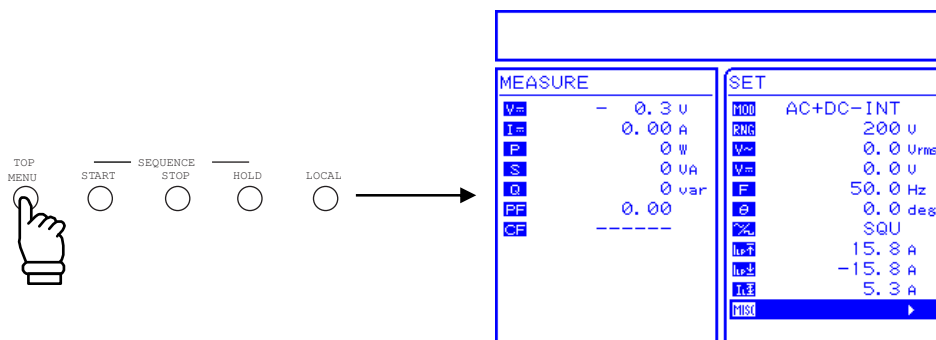 TOP
MENU
SEQUENCE
START
STOP
HOLD
LOCAL
MEASURE
V= - 0.3 V
I= 0.00 A
P 0 W
S 0 VA
Q 0 var
PF 0.00
CF ------
SET
MOD AC+DC-INT
RNG 200 V
V~ 0.0 Vrms
V= 0.0 V
F 50.0 Hz
θ 0.0 deg
SQU
15.8 A
-15.8 A
5.3 A
MISC